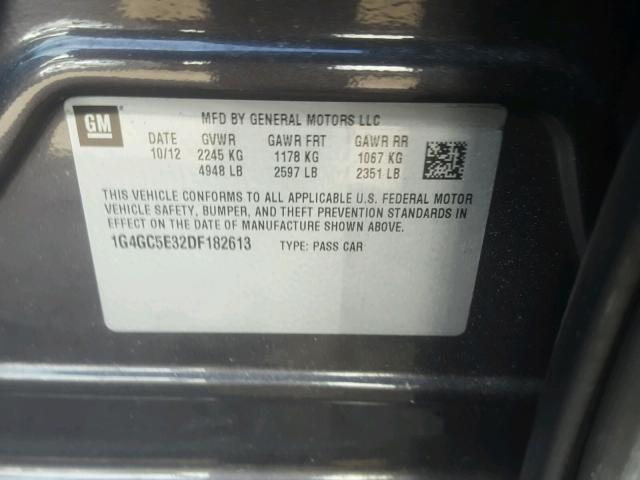 GM
MFD BY GENERAL MOTORS LLC
DATE GVWR GAWR FRT GAWR RR
10/12 2245 KG 1178 KG 1067 KG
4948 LB 2597 LB 2351 LB
THIS VEHICLE CONFORMS TO ALL APPLICABLE U.S. FEDERAL MOTOR
VEHICLE SAFETY, BUMPER, AND THEFT PREVENTION STANDARDS IN
EFFECT ON THE DATE OF MANUFACTURE SHOWN ABOVE.
1G4GC5E32DF182613 TYPE: PASS CAR